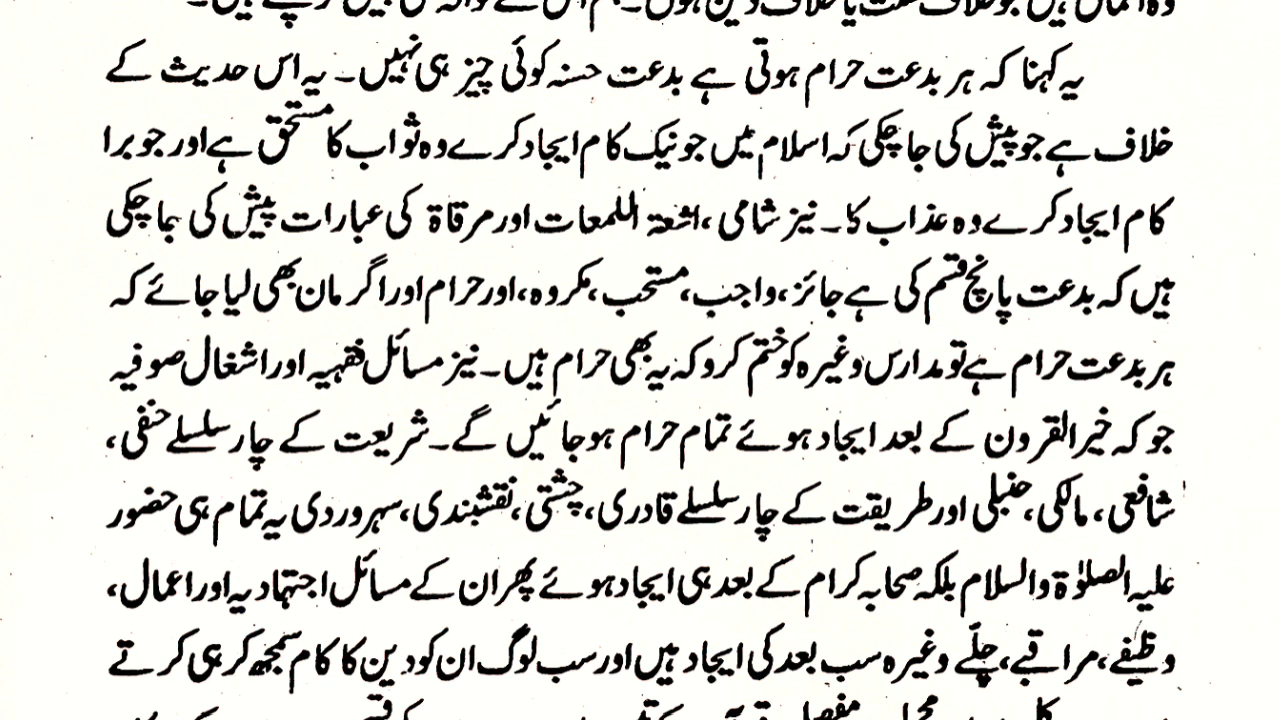 یہ کہنا کہ ہر بدعت حرام ہوتی ہے بدعت حسنہ کوئی چیز ہی نہیں۔ یہ اس حدیث کے
خلاف ہے جو پیش کی جا چکی کہ اسلام میں جو نیک کام ایجاد کرے وہ ثواب کا مستحق ہے اور جو برا
کام ایجاد کرے وہ عذاب کا۔ نیز شامی، اشعۃ اللمعات اور مرقاۃ کی عبارات پیش کی جا چکی
ہیں کہ بدعت پانچ قسم کی ہے جائز، واجب، مستحب، مکروہ، اور حرام اور اگر مان بھی لیا جائے کہ
ہر بدعت حرام ہے تو مدارس وغیرہ کو ختم کرو کہ یہ بھی حرام ہیں۔ نیز مسائل فقہیہ اور اشغال صوفیہ
جو کہ خیر القرون کے بعد ایجاد ہوئے تمام حرام ہو جائیں گے۔ شریعت کے چار سلسلے حنفی،
شافعی، مالکی، حنبلی اور طریقت کے چار سلسلے قادری، چشتی، نقشبندی، سہروردی یہ تمام ہی حضور
علیہ الصلوٰۃ والسلام بلکہ صحابہ کرام کے بعد ہی ایجاد ہوئے پھر ان کے مسائل اجتہادیہ اور اعمال،
وظیفے، مراقبے، چلّے وغیرہ سب بعد کی ایجاد ہیں اور سب لوگ ان کو دین کا کام سمجھ کر ہی کرتے